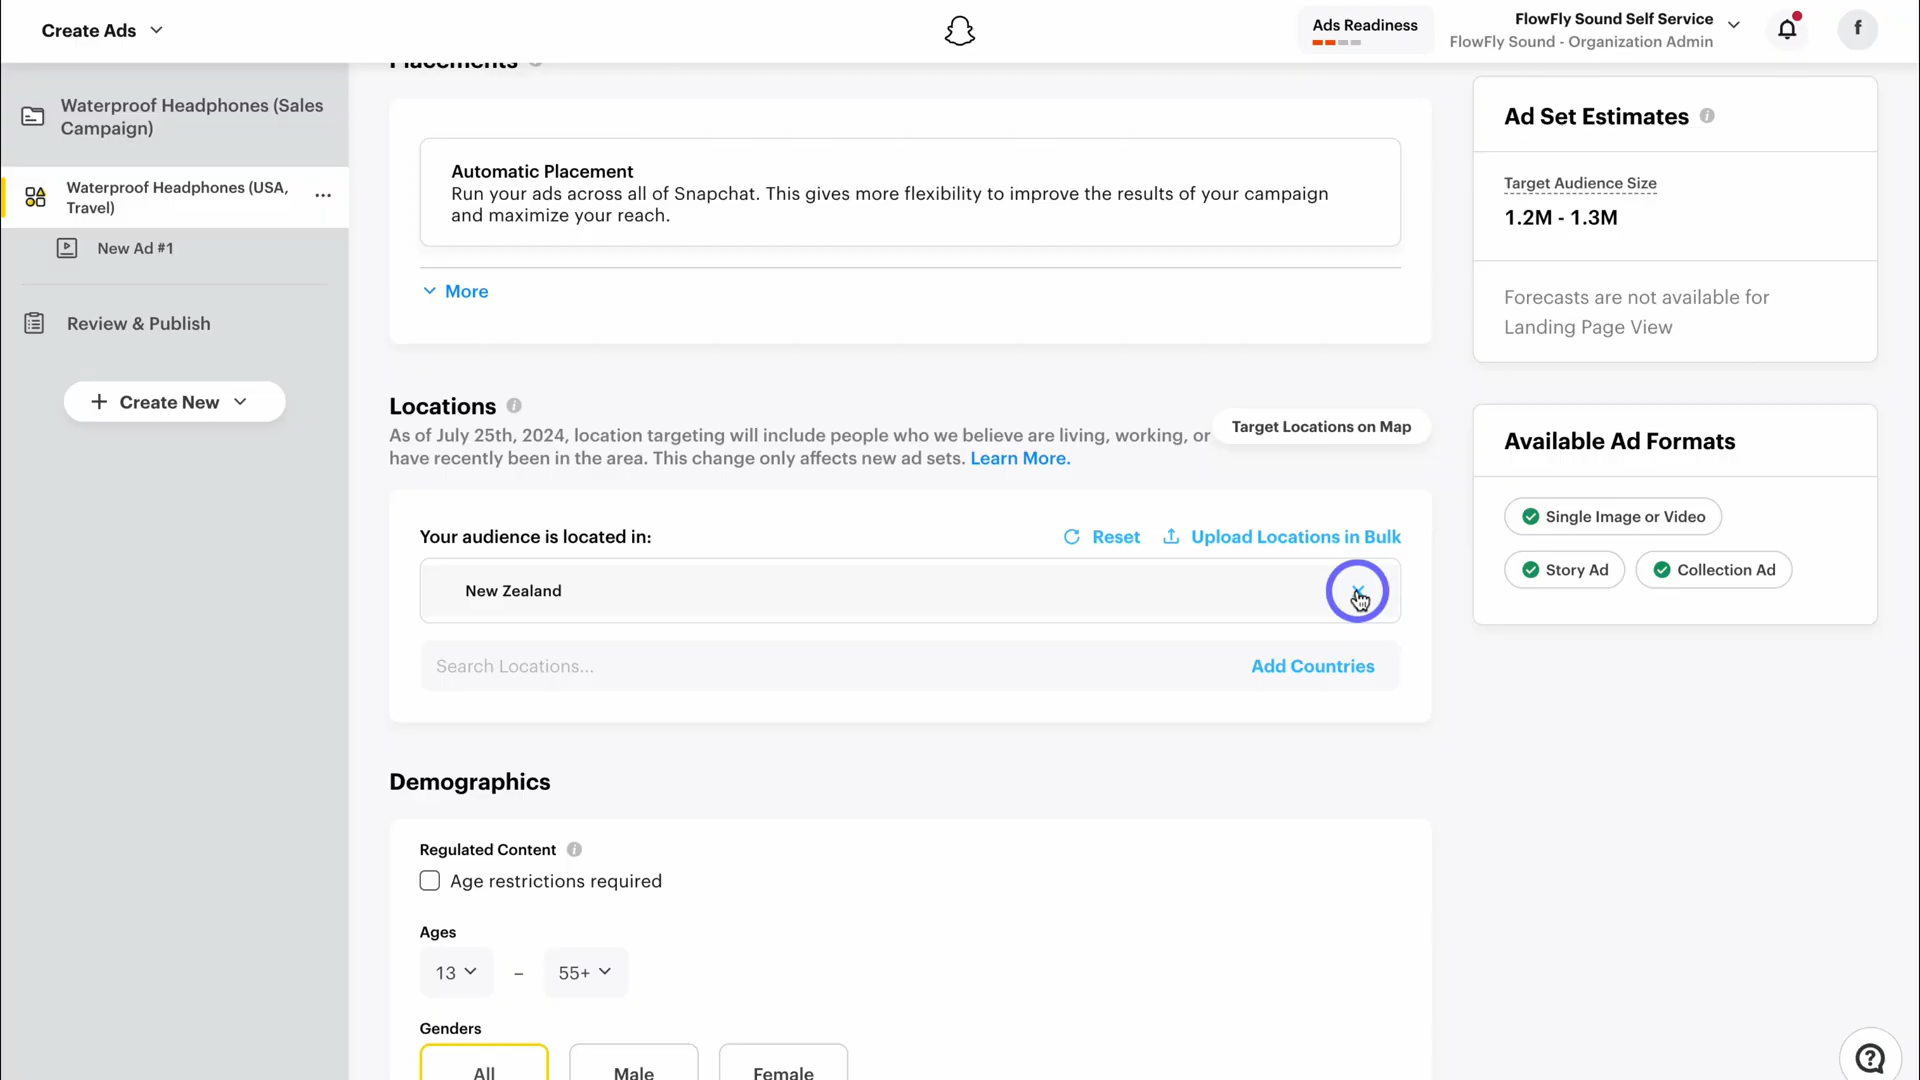 Create Ads
Ads Readiness
FlowFly Sound Self Service
FlowFly Sound - Organization Admin
f
Waterproof Headphones (Sales
Campaign)
Waterproof Headphones (USA,
Travel)
New Ad #1
Review & Publish
Create New
Placements
Automatic Placement
Run your ads across all of Snapchat. This gives more flexibility to improve the results of your campaign
and maximize your reach.
More
Locations
As of July 25th, 2024, location targeting will include people who we believe are living, working, or
have recently been in the area. This change only affects new ad sets. Learn More.
Target Locations on Map
Your audience is located in:
Reset
Upload Locations in Bulk
New Zealand
Search Locations...
Add Countries
Demographics
Regulated Content
Age restrictions required
Ages
13
–
55+
Genders
All
Male
Female
Ad Set Estimates
Target Audience Size
1.2M - 1.3M
Forecasts are not available for
Landing Page View
Available Ad Formats
Single Image or Video
Story Ad
Collection Ad